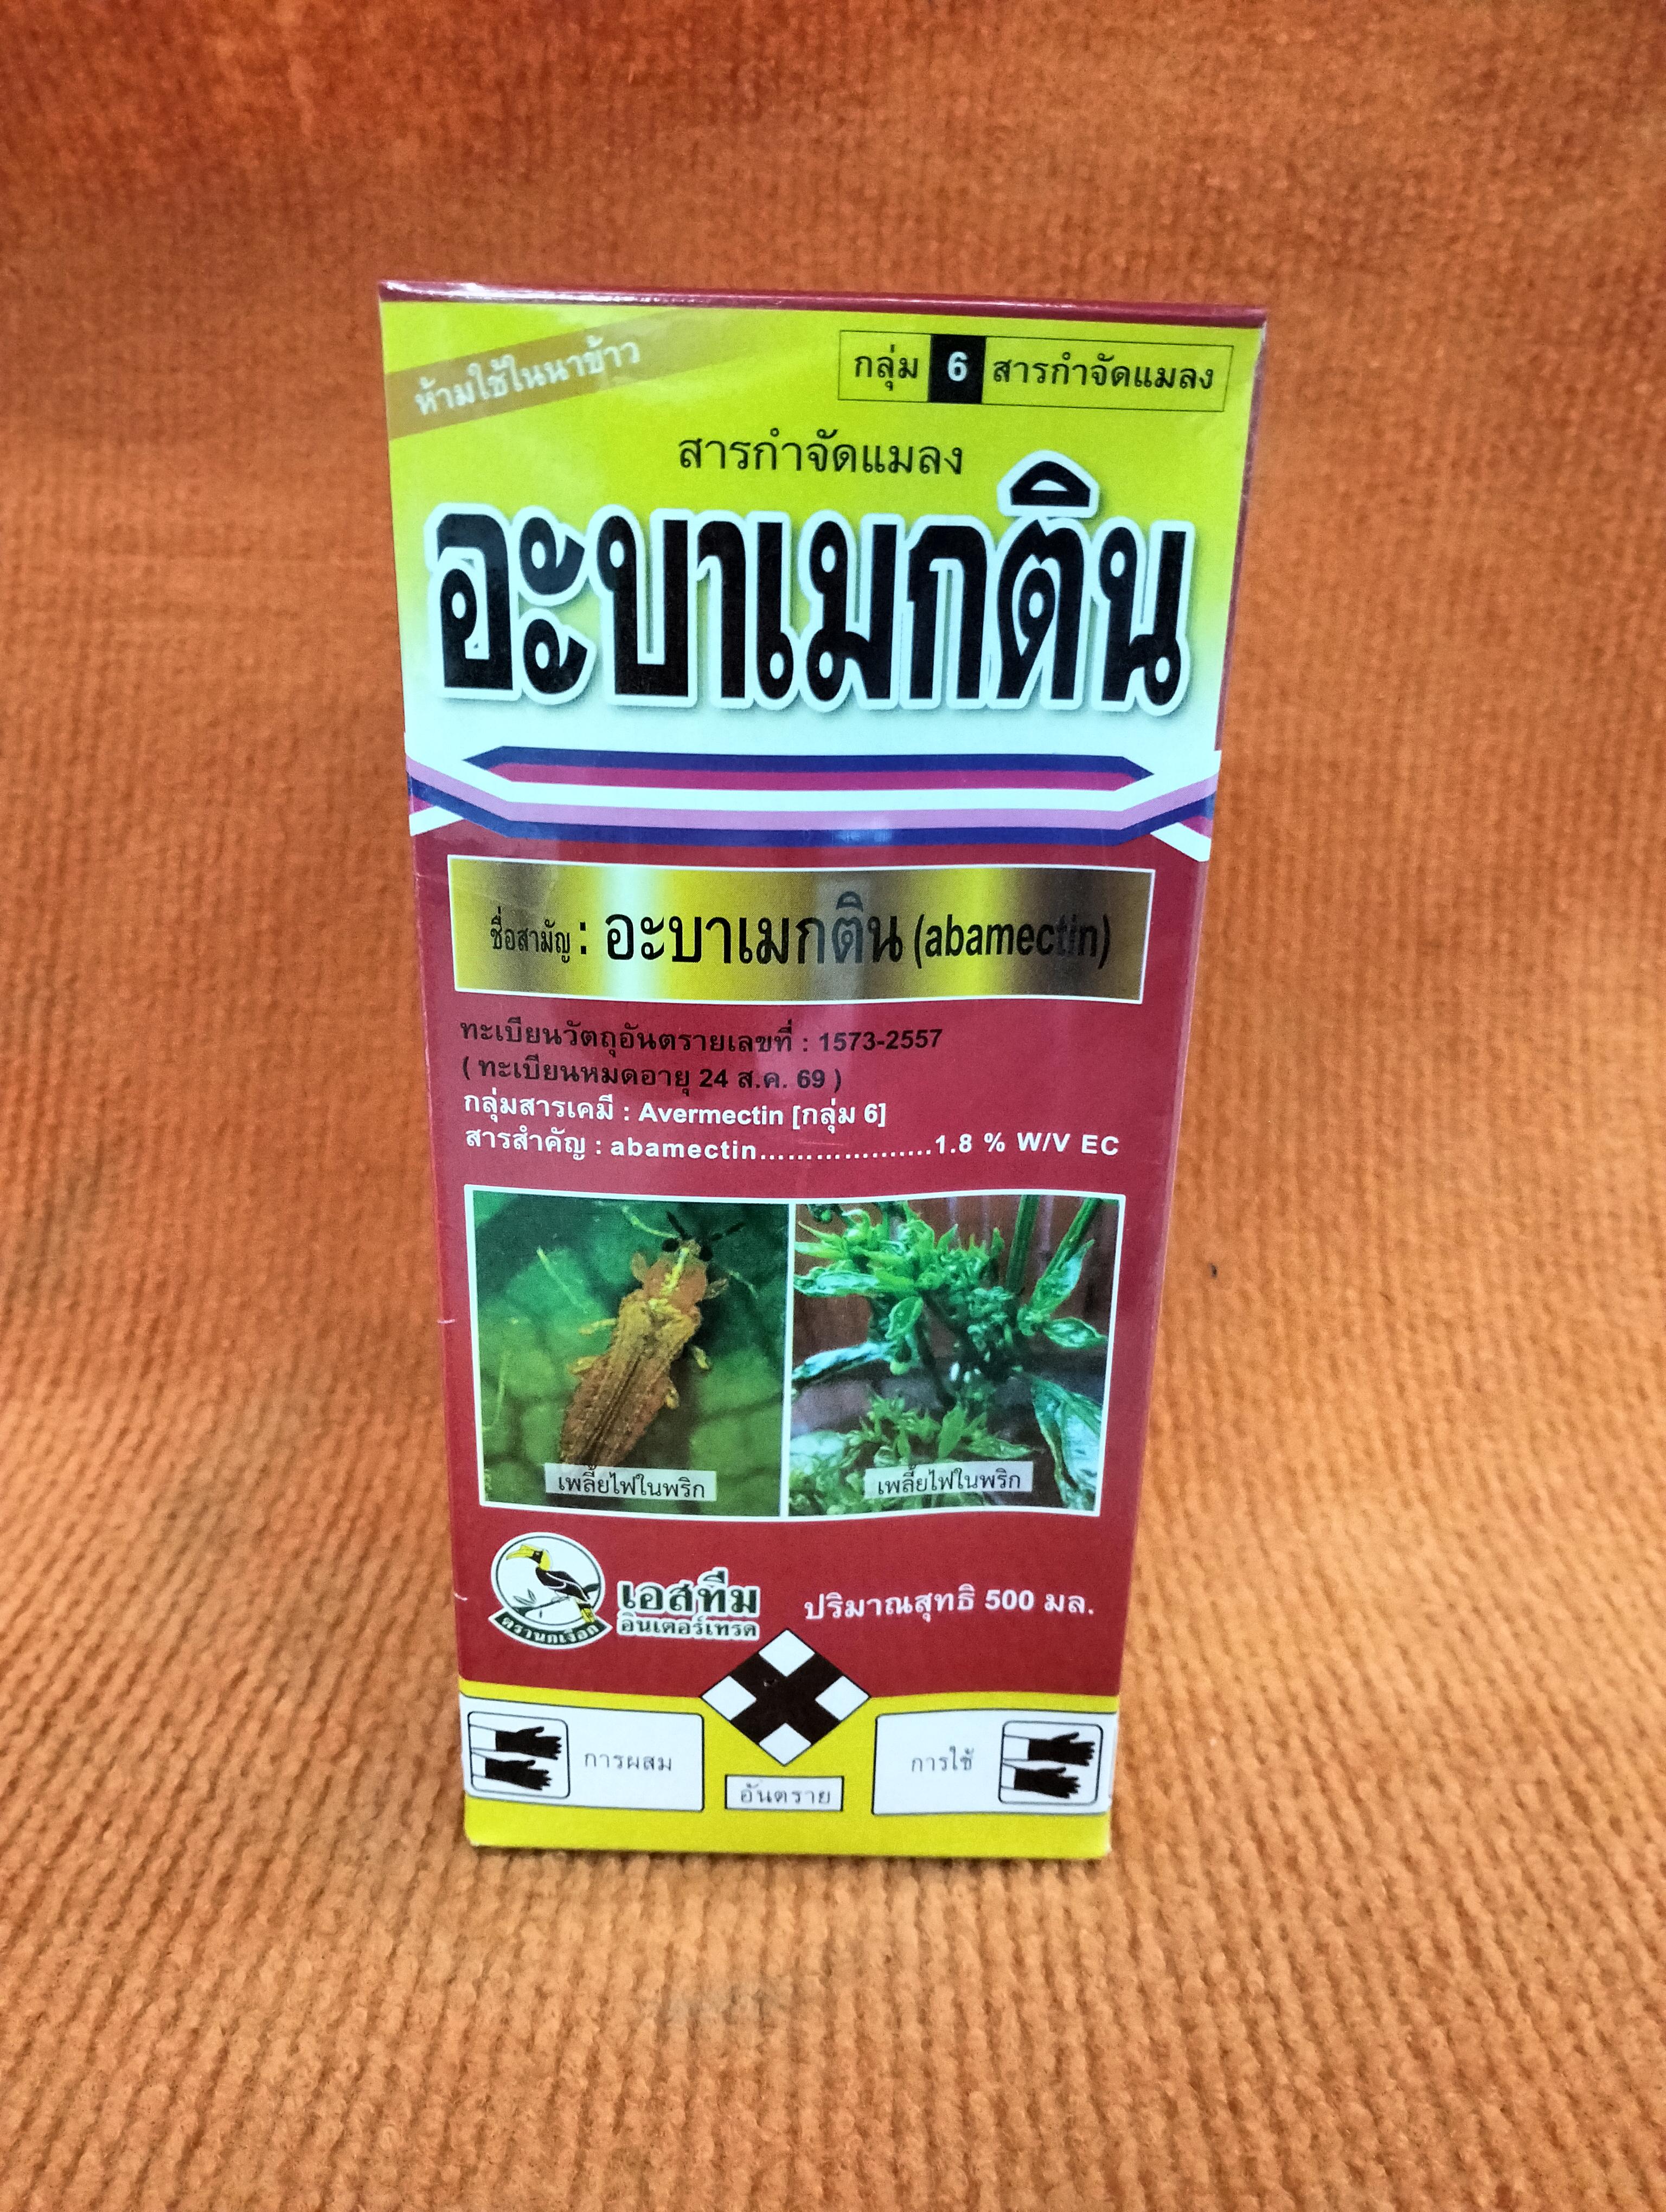 ห้ามใช้ในนาข้าว
กลุ่ม 6 สารกำจัดแมลง
สารกำจัดแมลง
อะบาเมกติน
ชื่อสามัญ : อะบาเมกติน (abamectin)
ทะเบียนวัตถุอันตรายเลขที่ : 1573-2557
( ทะเบียนหมดอายุ 24 ส.ค. 69 )
กลุ่มสารเคมี : Avermectin [กลุ่ม 6]
สารสำคัญ : abamectin...................1.8 % W/V EC
เพลี้ยไฟในพริก
เพลี้ยไฟในพริก
ตรานกเงือก
เอสทีม
อินเตอร์เทรด
ปริมาณสุทธิ 500 มล.
การผสม
อันตราย
การใช้